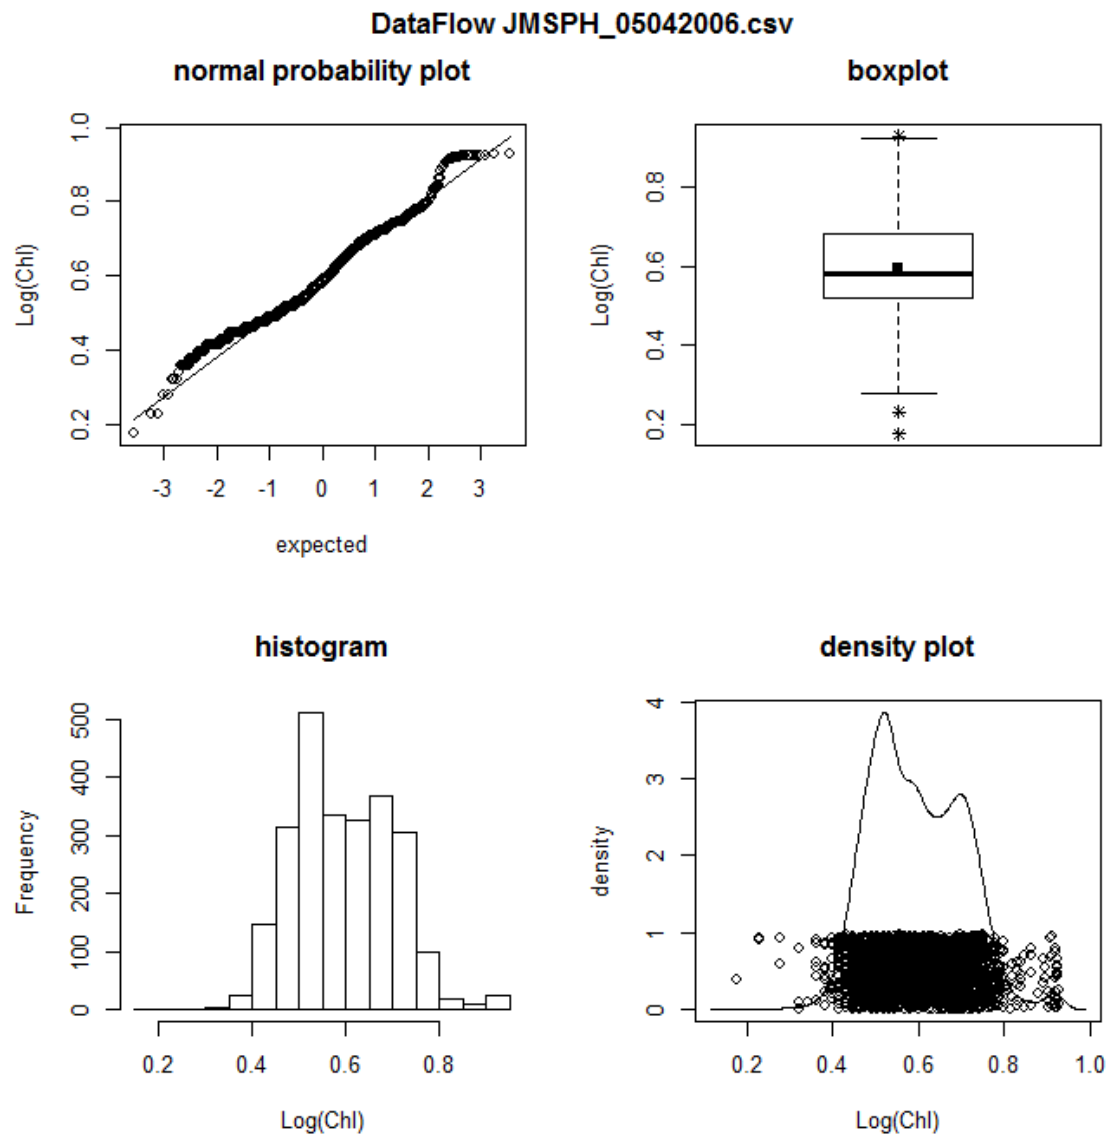 DataFlow JMSPH_05042006.csv
normal probability plot
Log(Chl)
1.0
0.8
0.6
0.4
0.2
-3 -2 -1 0 1 2 3
expected
boxplot
Log(Chl)
0.8
0.6
0.4
0.2
histogram
Frequency
500
400
300
200
100
0
0.2 0.4 0.6 0.8
Log(Chl)
density plot
density
4
3
2
1
0
0.2 0.4 0.6 0.8 1.0
Log(Chl)